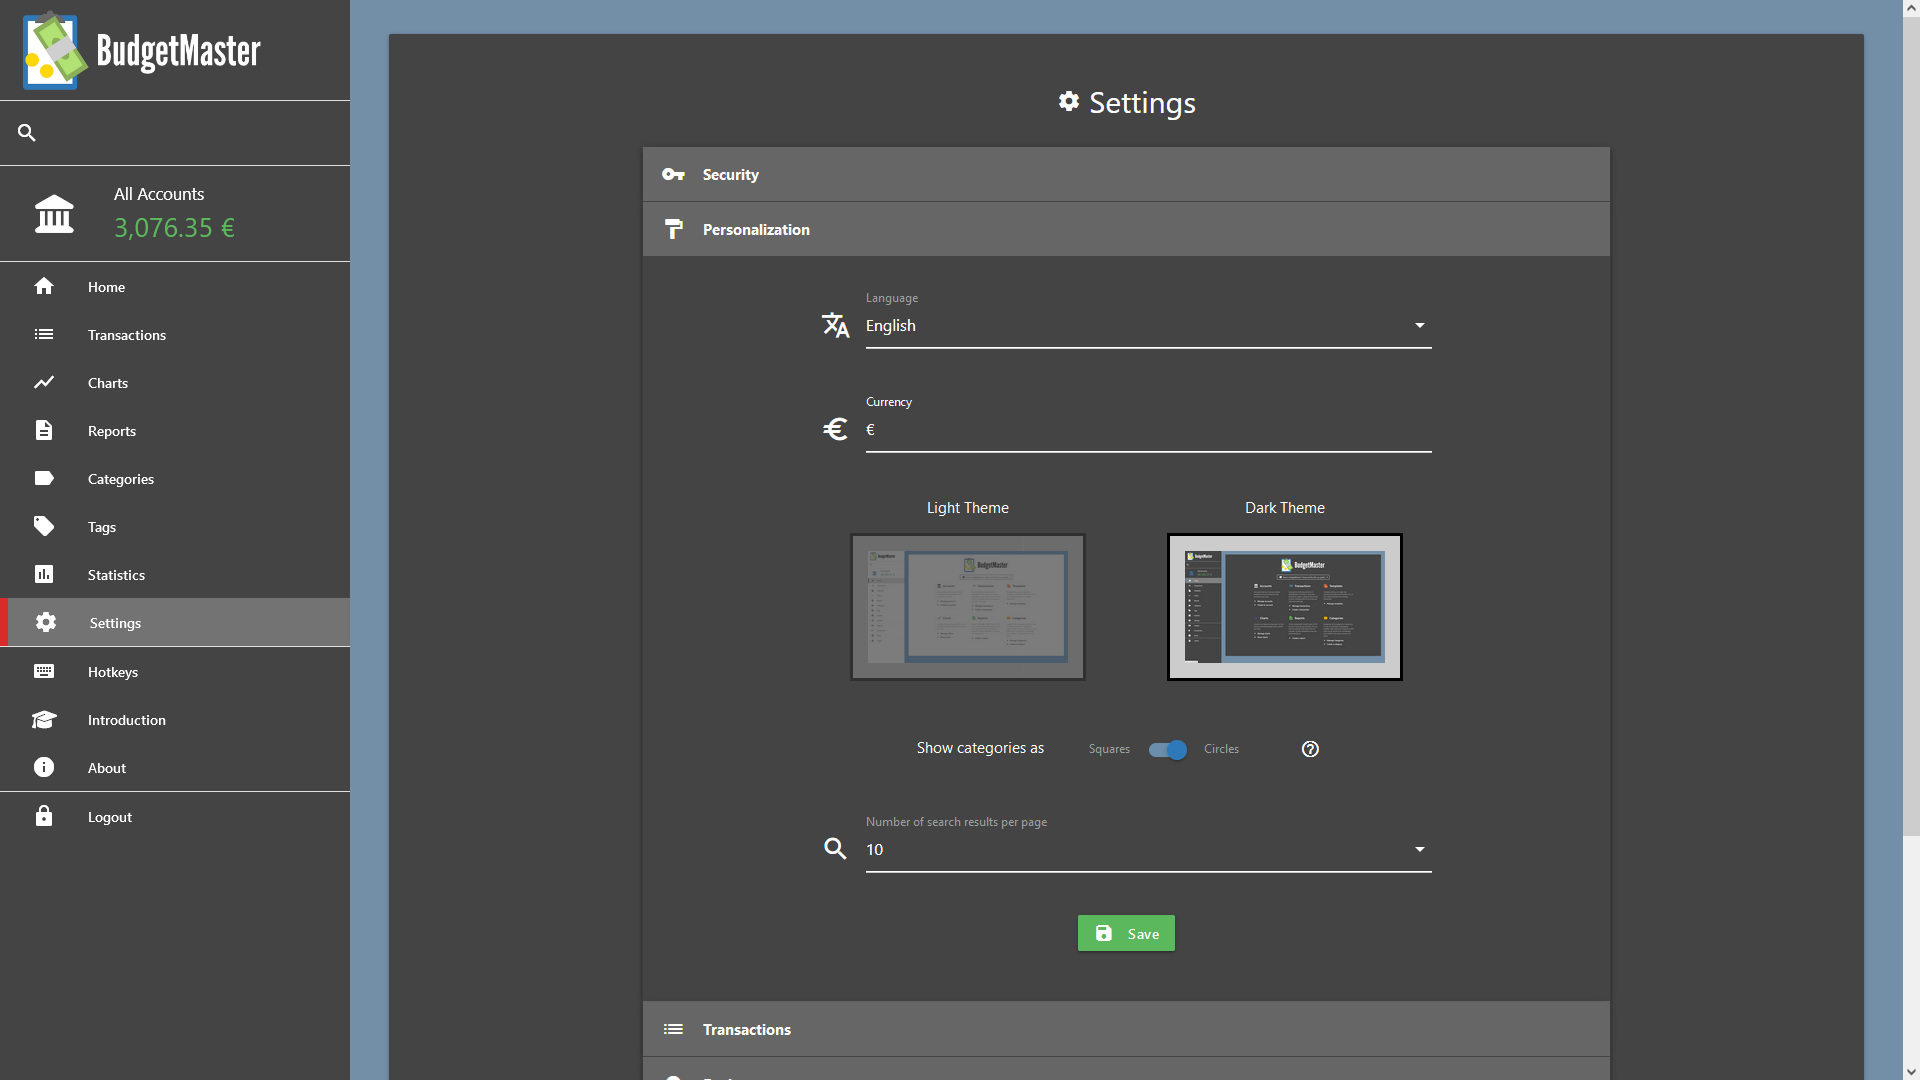 BudgetMaster
All Accounts
3,076.35 €
Home
Transactions
Charts
Reports
Categories
Tags
Statistics
Settings
Hotkeys
Introduction
About
Logout
Settings
Security
Personalization
Language
English
Currency
€
Light Theme
Dark Theme
BudgetMaster
BudgetMaster
Show categories as
Squares
Circles
Number of search results per page
10
Save
Transactions